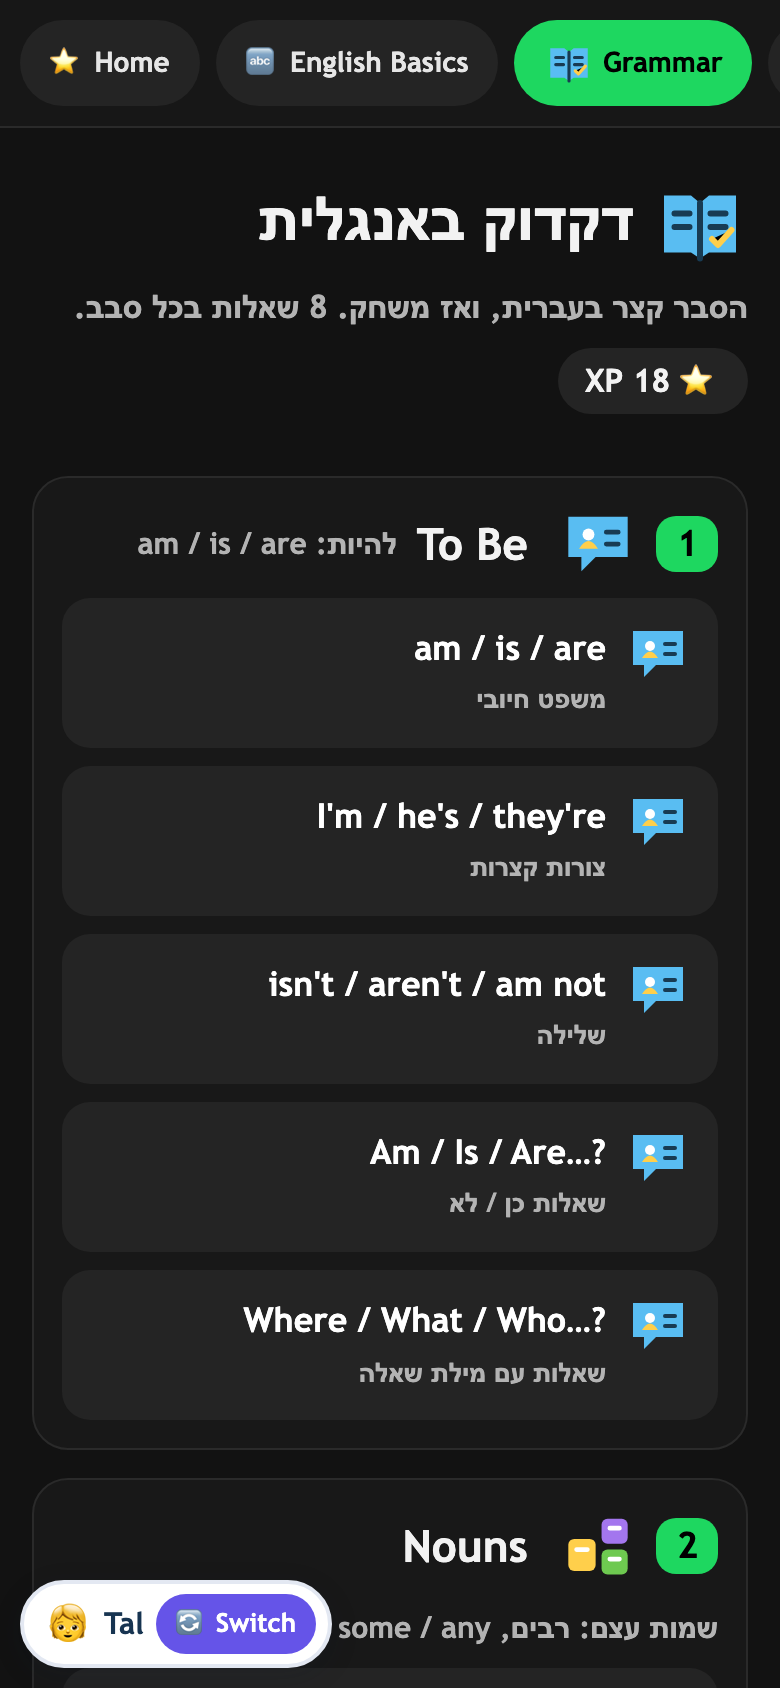 Home
English Basics
Grammar
דקדוק באנגלית
הסבר קצר בעברית, ואז משחק. 8 שאלות בכל סבב.
XP 18
1
To Be
להיות: am / is / are
am / is / are
משפט חיובי
I'm / he's / they're
צורות קצרות
isn't / aren't / am not
שלילה
Am / Is / Are...?
שאלות כן / לא
Where / What / Who...?
שאלות עם מילת שאלה
2
Nouns
שמות עצם: רבים, some / any
Tal
Switch